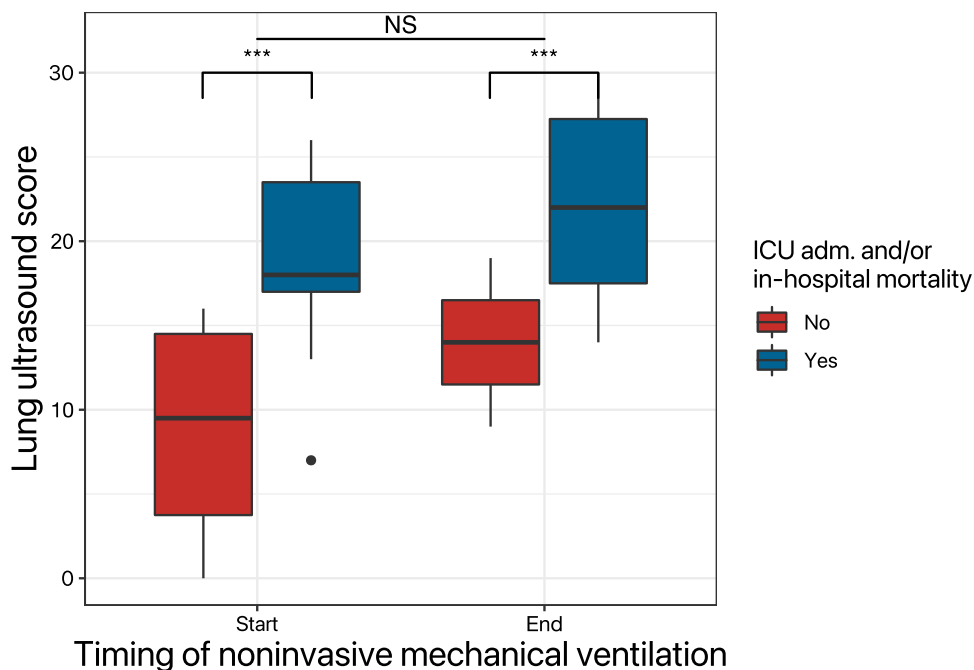 NS
***
***
30
20
10
0
Lung ultrasound score
Start
End
Timing of noninvasive mechanical ventilation
ICU adm. and/or
in-hospital mortality
No
Yes